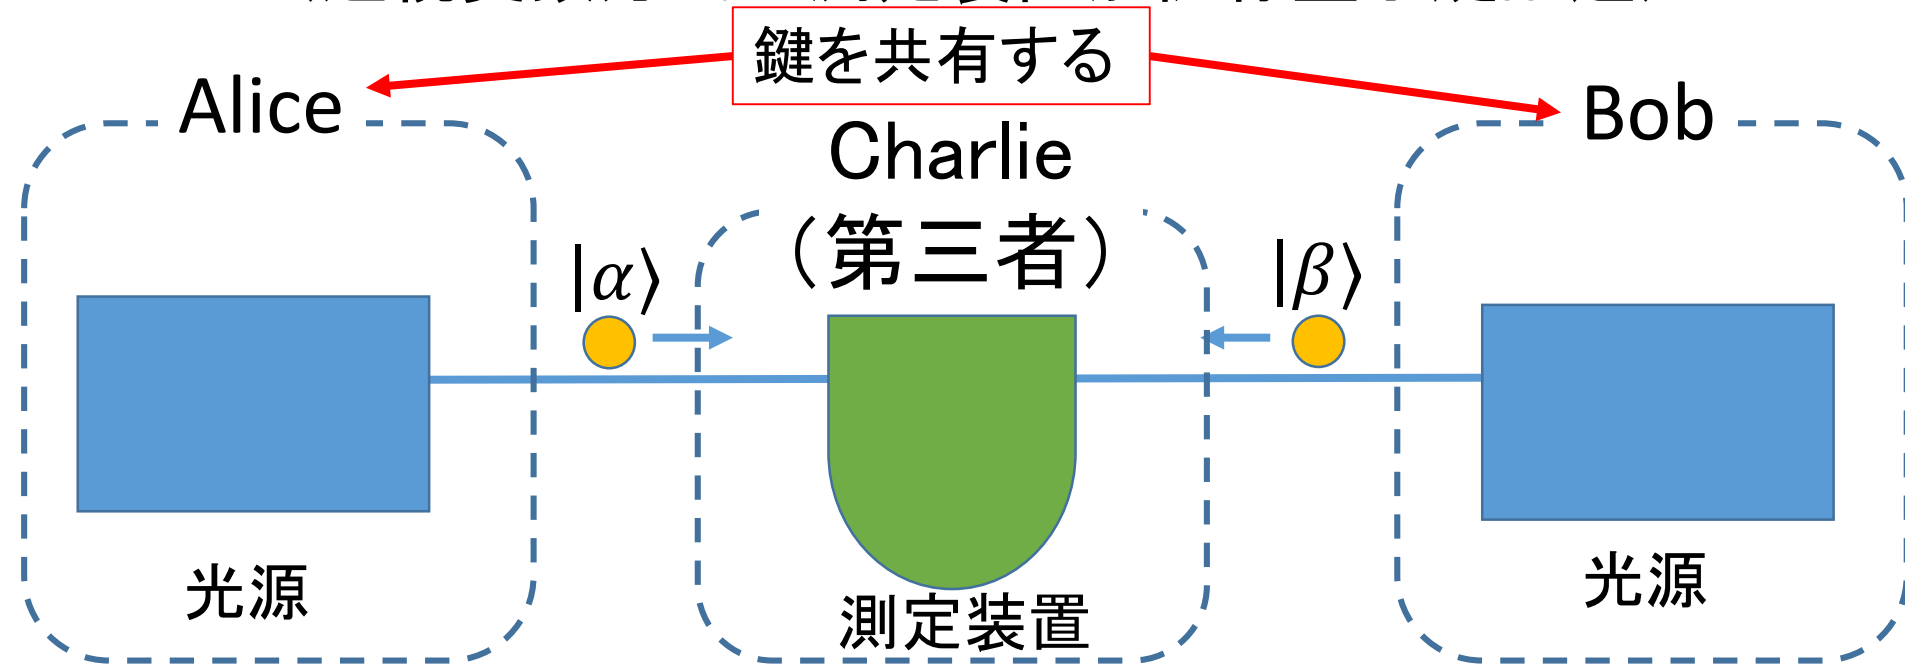 鍵を共有する
Alice
Bob
Charlie
（第三者）
|α⟩
|β⟩
光源
測定装置
光源